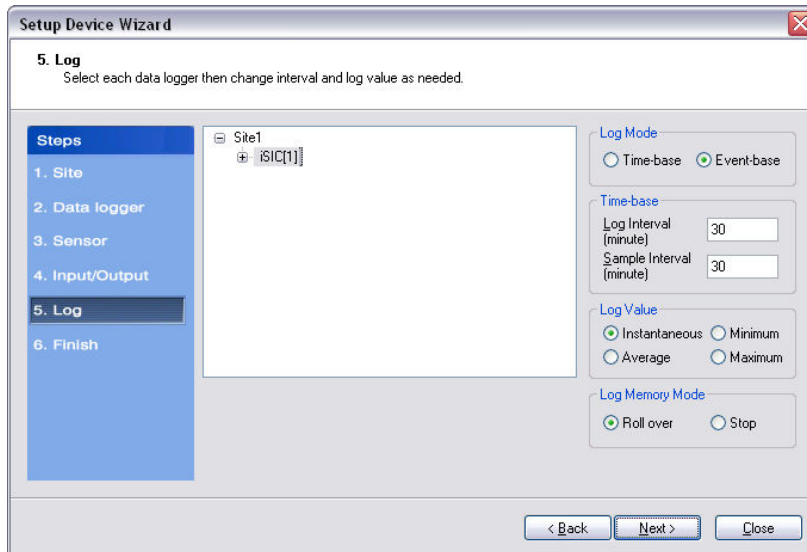 Setup Device Wizard
5. Log
Select each data logger then change interval and log value as needed.
Steps
1. Site
2. Data logger
3. Sensor
4. Input/Output
5. Log
6. Finish
Site1
iSIC[1]
Log Mode
Time-base Event-base
Time-base
Log Interval (minute) 30
Sample Interval (minute) 30
Log Value
Instantaneous Minimum
Average Maximum
Log Memory Mode
Roll over Stop
< Back Next > Close